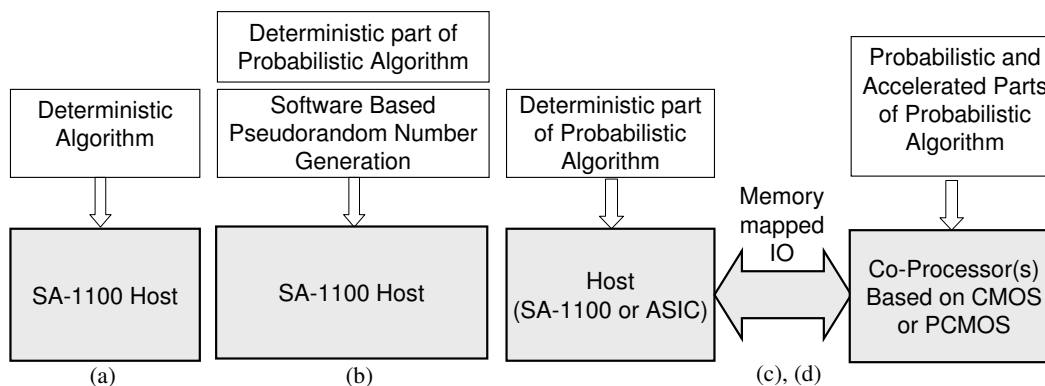 Deterministic
Algorithm
SA-1100 Host
(a)
Deterministic part of
Probabilistic Algorithm
Software Based
Pseudorandom Number
Generation
SA-1100 Host
(b)
Deterministic part
of Probabilistic
Algorithm
Host
(SA-1100 or ASIC)
Memory
mapped
IO
(c), (d)
Probabilistic and
Accelerated Parts
of Probabilistic
Algorithm
Co-Processor(s)
Based on CMOS
or PCMOS